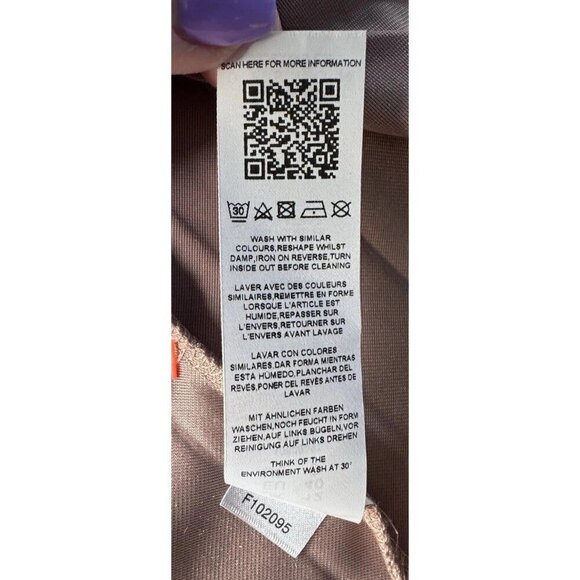 SCAN HERE FOR MORE INFORMATION
30
WASH WITH SIMILAR
COLOURS,RESHAPE WHILST
DAMP,IRON ON REVERSE,TURN
INSIDE OUT BEFORE CLEANING
LAVER AVEC DES COULEURS
SIMILAIRES,REMETTRE EN FORME
LORSQUE L'ARTICLE EST
HUMIDE,REPASSER SUR
L'ENVERS,RETOURNER SUR
L'ENVERS AVANT LAVAGE
LAVAR CON COLORES
SIMILARES.DAR FORMA MIENTRAS
ESTA HÚMEDO,PLANCHAR DEL
REVÉS,PONER DEL REVÉS ANTES DE
LAVAR
MIT ÄHNLICHEN FARBEN
WASCHEN,NOCH FEUCHT IN FORM
ZIEHEN,AUF LINKS BÜGELN,VOR
REINIGUNG AUF LINKS DREHEN
THINK OF THE
ENVIRONMENT WASH AT 30°
F102095